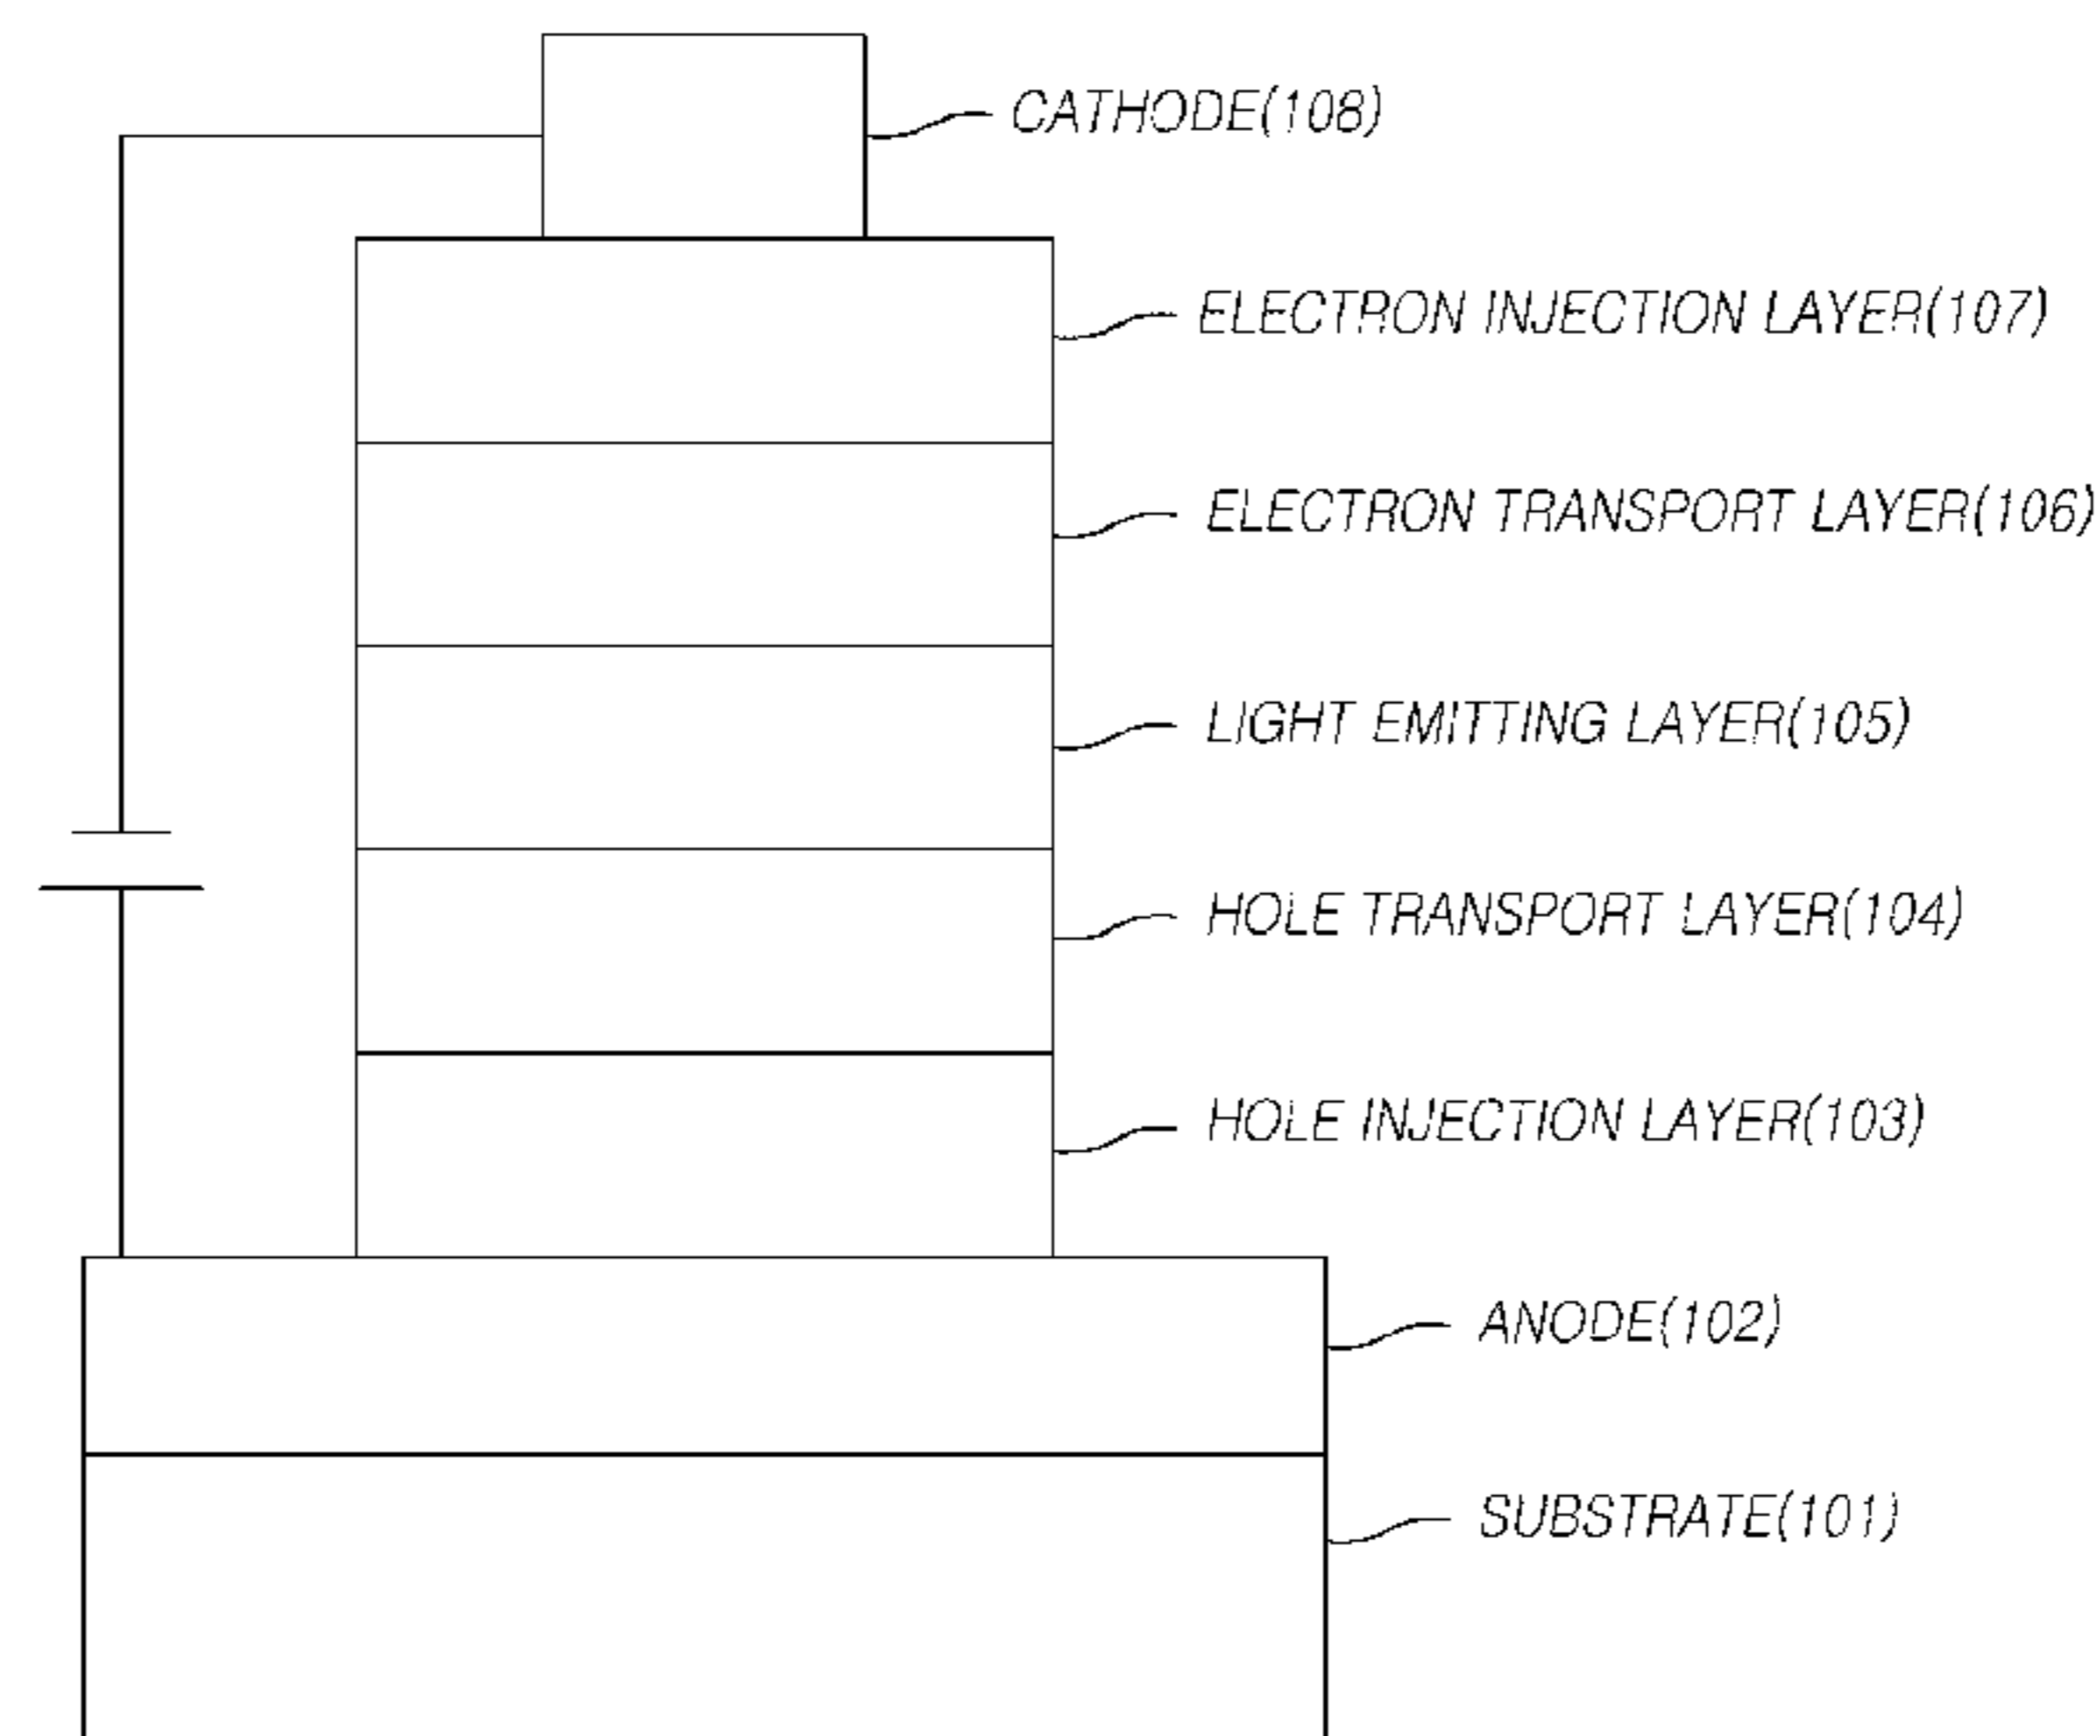 CATHODE(108)
ELECTRON INJECTION LAYER(107)
ELECTRON TRANSPORT LAYER(106)
LIGHT EMITTING LAYER(105)
HOLE TRANSPORT LAYER(104)
HOLE INJECTION LAYER(103)
ANODE(102)
SUBSTRATE(101)